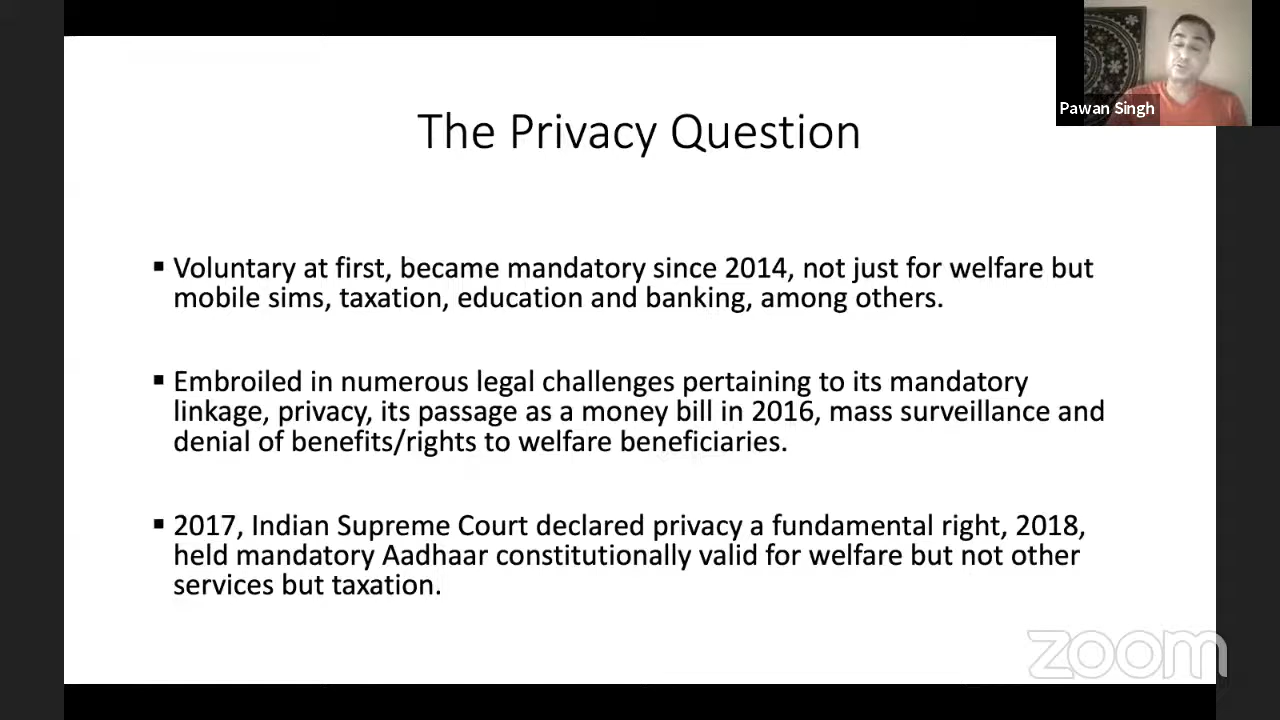 Pawan Singh
The Privacy Question
▪ Voluntary at first, became mandatory since 2014, not just for welfare but
mobile sims, taxation, education and banking, among others.
▪ Embroiled in numerous legal challenges pertaining to its mandatory
linkage, privacy, its passage as a money bill in 2016, mass surveillance and
denial of benefits/rights to welfare beneficiaries.
▪ 2017, Indian Supreme Court declared privacy a fundamental right, 2018,
held mandatory Aadhaar constitutionally valid for welfare but not other
services but taxation.
zoom